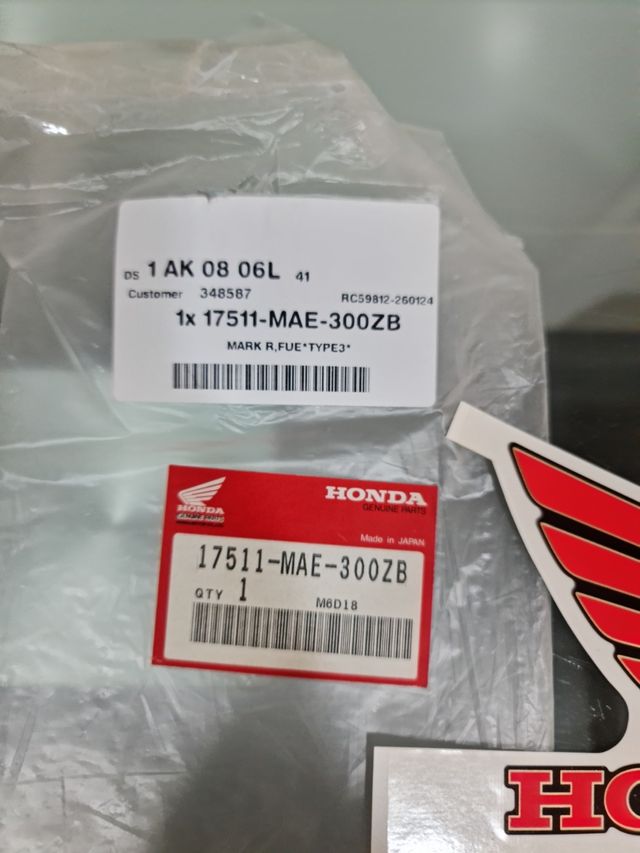 DS 1 AK 08 06L 41
Customer 348587 RC59812-260124
1x 17511-MAE-300ZB
MARK R,FUE*TYPE3*
HONDA
HONDA
GENUINE PARTS
Made in JAPAN
17511-MAE-300ZB
QTY 1
M6D18